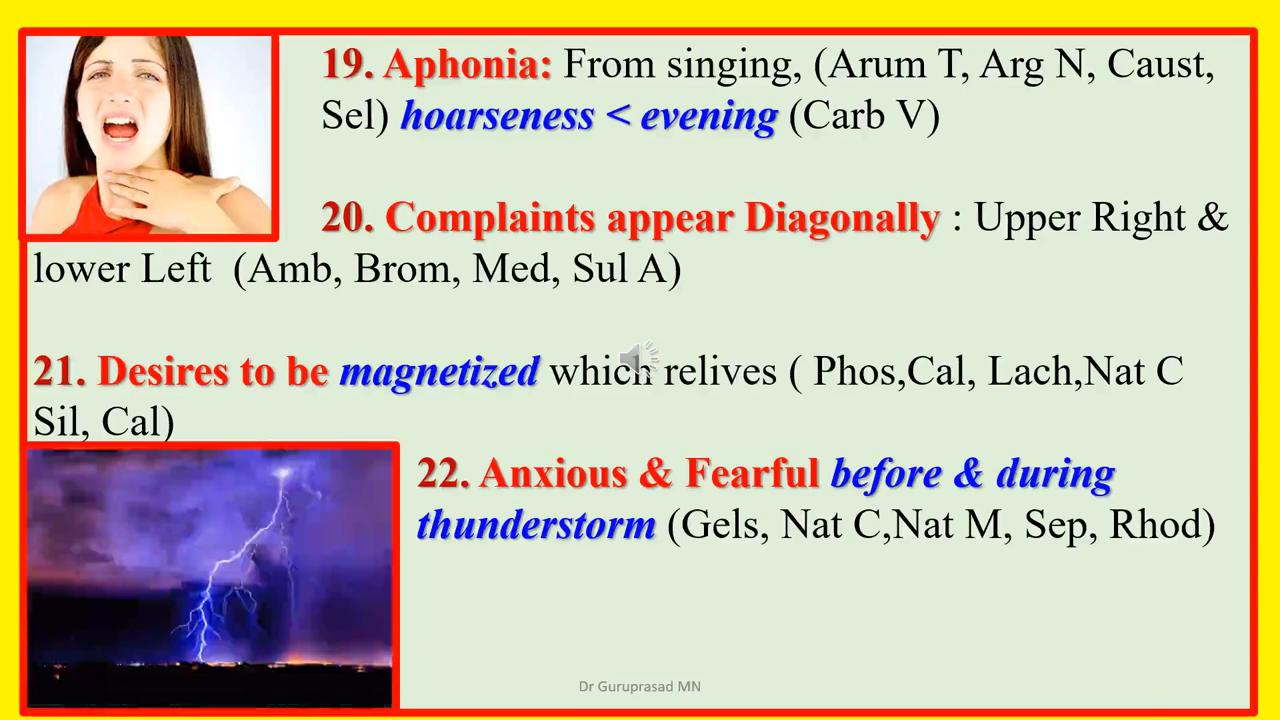 19. Aphonia: From singing, (Arum T, Arg N, Caust,
Sel) hoarseness < evening (Carb V)
20. Complaints appear Diagonally : Upper Right &
lower Left (Amb, Brom, Med, Sul A)
21. Desires to be magnetized which relives ( Phos,Cal, Lach,Nat C
Sil, Cal)
22. Anxious & Fearful before & during
thunderstorm (Gels, Nat C,Nat M, Sep, Rhod)
Dr Guruprasad MN